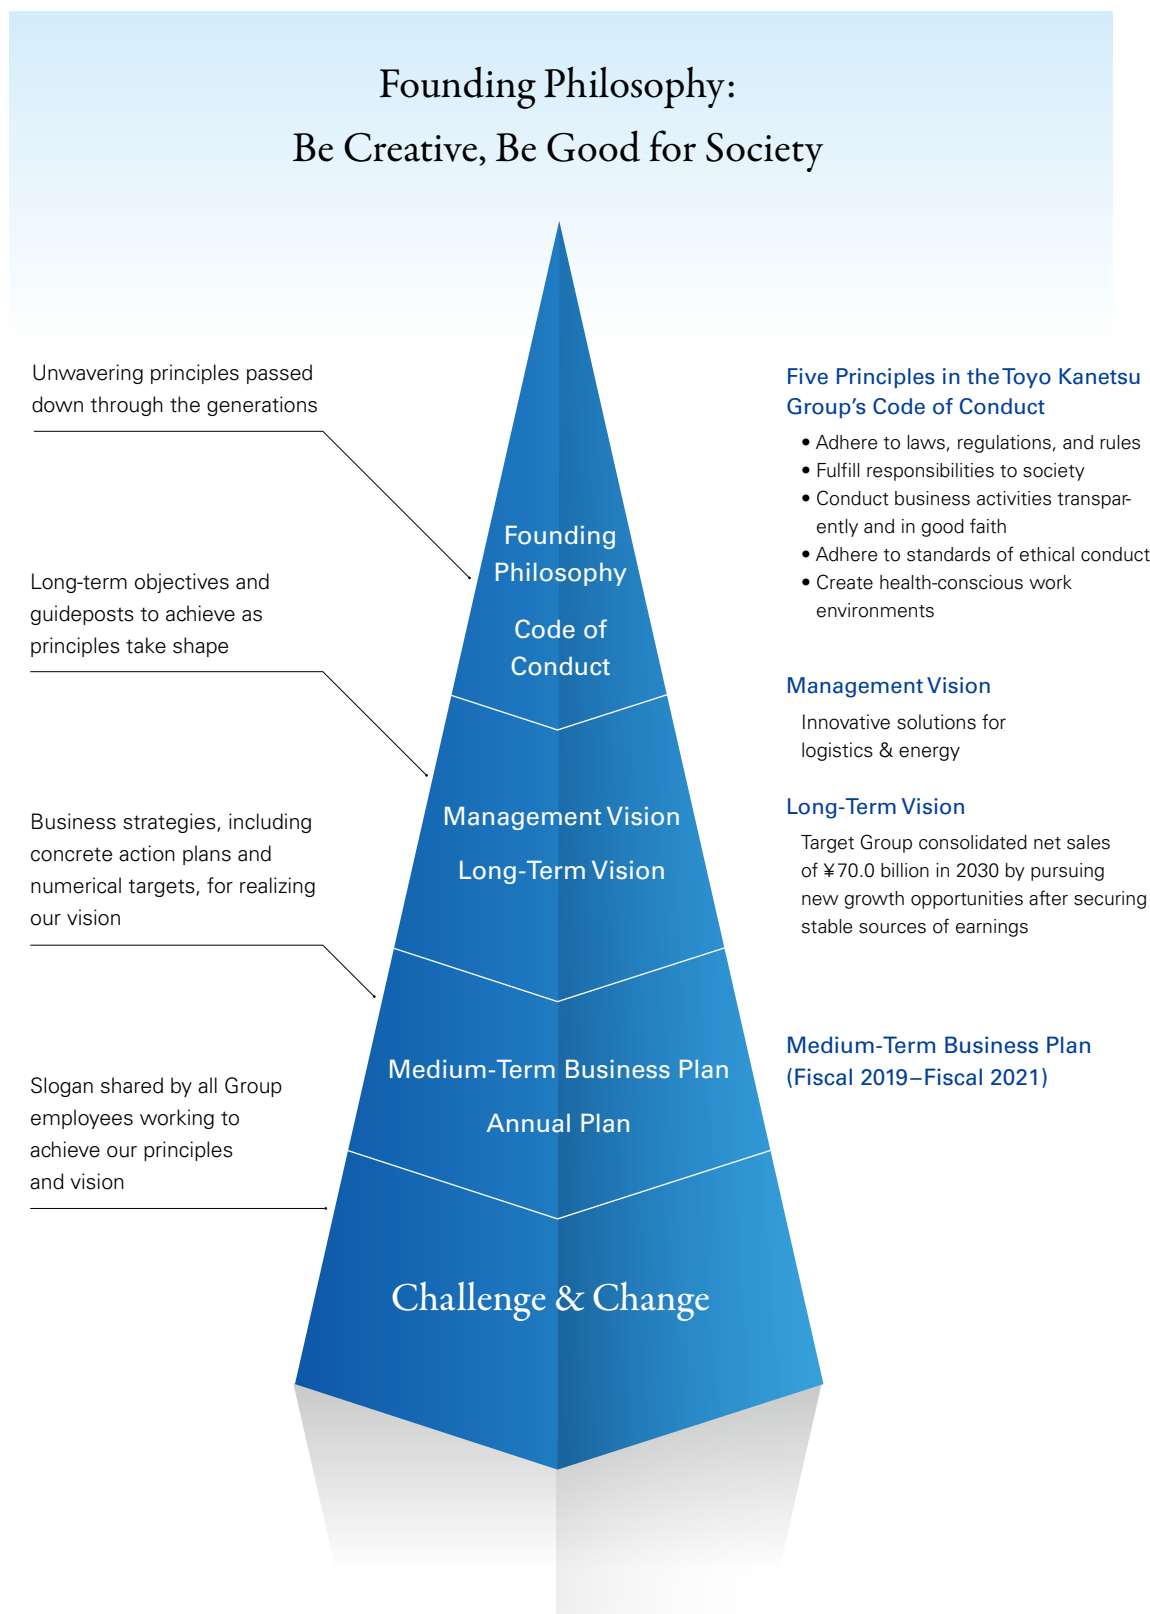 Founding Philosophy:
Be Creative, Be Good for Society
Unwavering principles passed
down through the generations
Long-term objectives and
guideposts to achieve as
principles take shape
Business strategies, including
concrete action plans and
numerical targets, for realizing
our vision
Slogan shared by all Group
employees working to
achieve our principles
and vision
Founding
Philosophy
Code of
Conduct
Management Vision
Long-Term Vision
Medium-Term Business Plan
Annual Plan
Challenge & Change
Five Principles in the Toyo Kanetsu
Group's Code of Conduct
• Adhere to laws, regulations, and rules
• Fulfill responsibilities to society
• Conduct business activities transpar-
ently and in good faith
• Adhere to standards of ethical conduct
• Create health-conscious work
environments
Management Vision
Innovative solutions for
logistics & energy
Long-Term Vision
Target Group consolidated net sales
of ¥70.0 billion in 2030 by pursuing
new growth opportunities after securing
stable sources of earnings
Medium-Term Business Plan
(Fiscal 2019–Fiscal 2021)